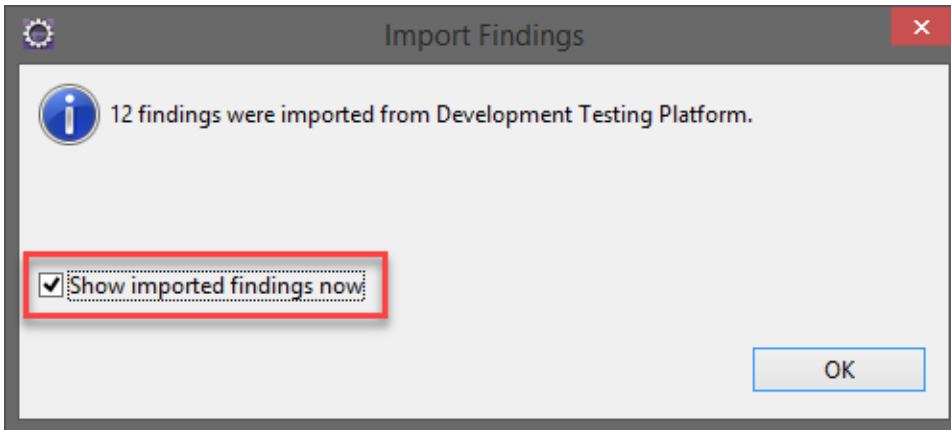 Import Findings
12 findings were imported from Development Testing Platform.
Show imported findings now
OK